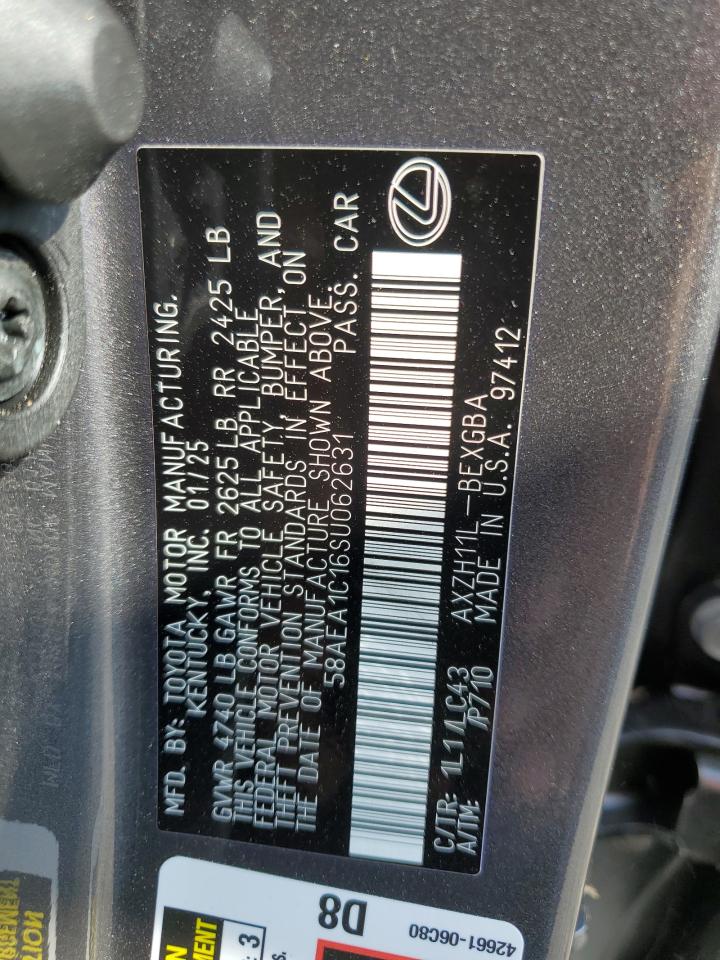 MFD. BY: TOYOTA MOTOR MANUFACTURING.
KENTUCKY, INC. 01/25
GVWR 4740 LB GAWR FR 2625 LB RR 2425 LB
THIS VEHICLE CONFORMS TO ALL APPLICABLE
FEDERAL MOTOR VEHICLE SAFETY, BUMPER, AND
THEFT PREVENTION STANDARDS IN EFFECT ON
THE DATE OF MANUFACTURE SHOWN ABOVE.
58AEA1C16SU062631 PASS. CAR
C/TR: 1L1/LC43 AXZH11L-BEXGBA
A/TM: /P710 MADE IN U.S.A. 97412
D8
42661-06C80
3